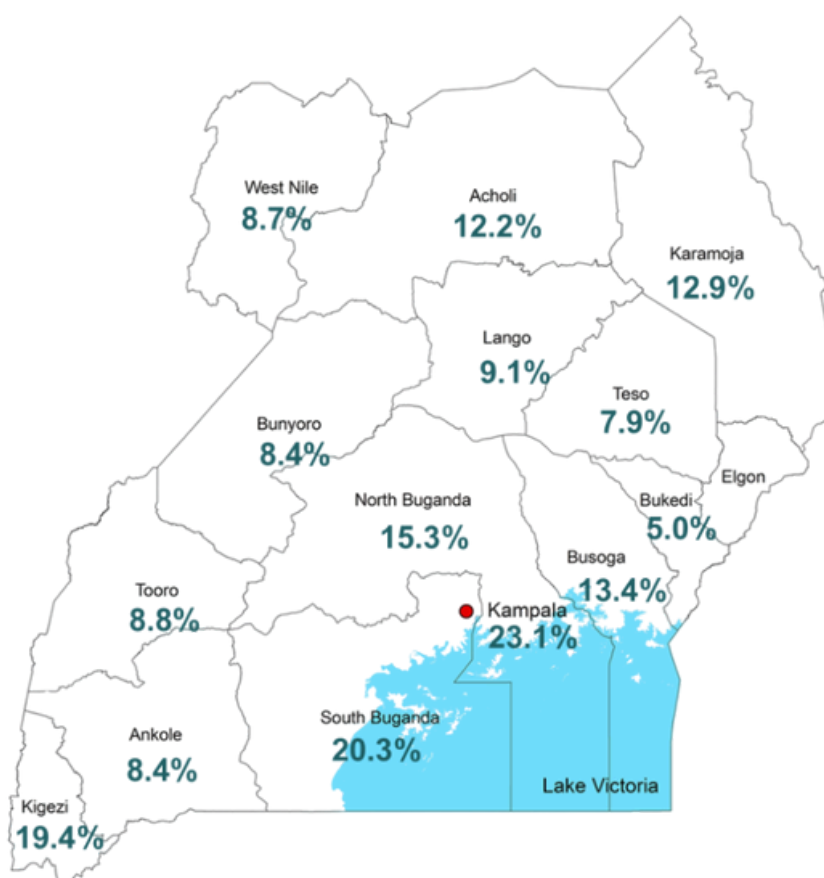 West Nile
8.7%
Acholi
12.2%
Karamoja
12.9%
Lango
9.1%
Teso
7.9%
Bunyoro
8.4%
Elgon
North Buganda
15.3%
Bukedi
5.0%
Busoga
13.4%
Tooro
8.8%
Kampala
23.1%
South Buganda
20.3%
Ankole
8.4%
Lake Victoria
Kigezi
19.4%